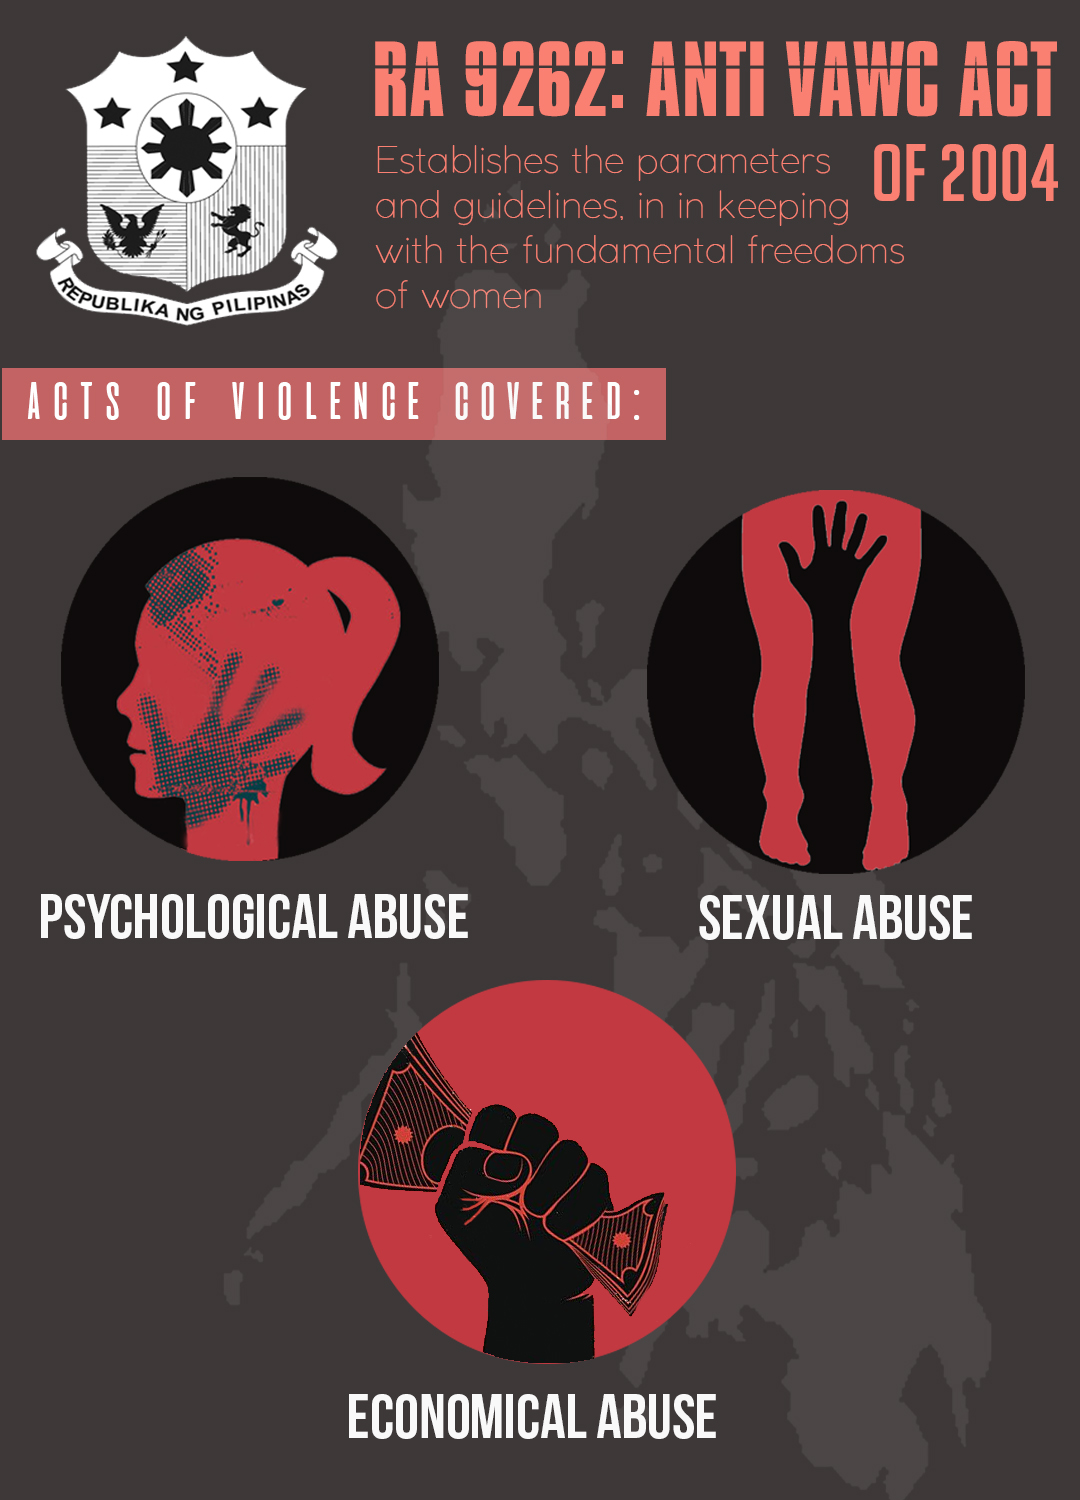 REPUBLIKA NG PILIPINAS
RA 9262: ANTI VAWC ACT
OF 2004
Establishes the parameters
and guidelines, in in keeping
with the fundamental freedoms
of women
ACTS OF VIOLENCE COVERED:
PSYCHOLOGICAL ABUSE
SEXUAL ABUSE
ECONOMICAL ABUSE